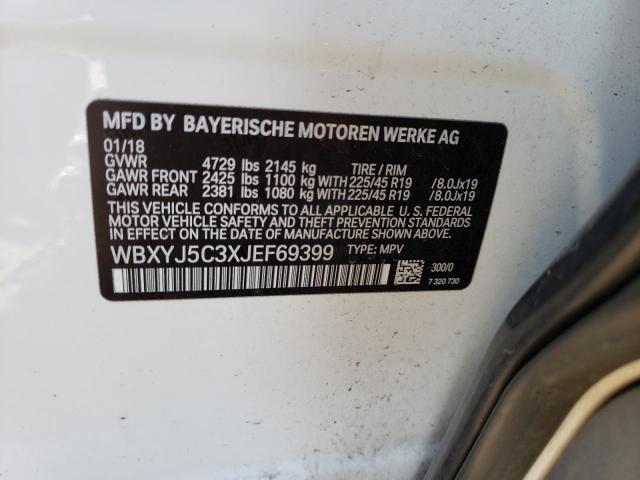 MFD BY BAYERISCHE MOTOREN WERKE AG
01/18
GVWR 4729 lbs 2145 kg TIRE / RIM
GAWR FRONT 2425 lbs 1100 kg WITH 225/45 R19 /8.0Jx19
GAWR REAR 2381 lbs 1080 kg WITH 225/45 R19 /8.0Jx19
THIS VEHICLE CONFORMS TO ALL APPLICABLE U. S. FEDERAL
MOTOR VEHICLE SAFETY AND THEFT PREVENTION STANDARDS
IN EFFECT ON THE DATE OF MANUFACTURE SHOWN ABOVE.
WBXYJ5C3XJEF69399 TYPE: MPV
300/0
7 320 730